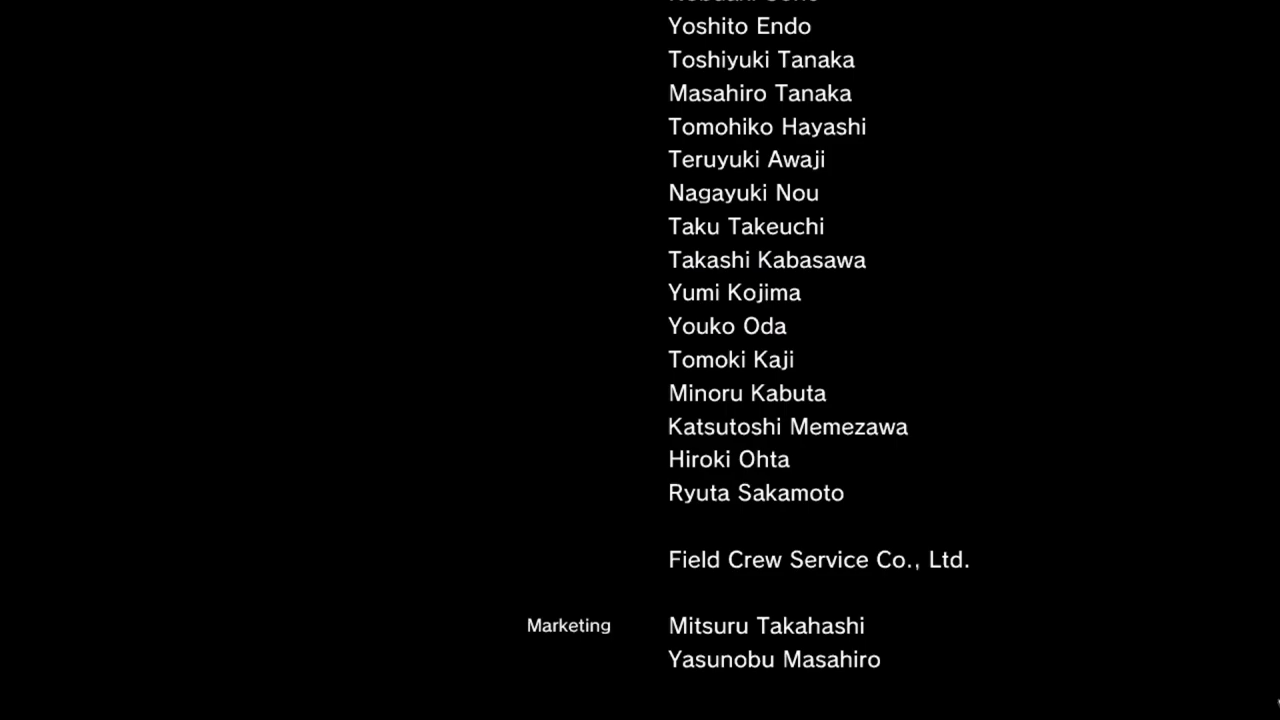 Yoshito Endo
Toshiyuki Tanaka
Masahiro Tanaka
Tomohiko Hayashi
Teruyuki Awaji
Nagayuki Nou
Taku Takeuchi
Takashi Kabasawa
Yumi Kojima
Youko Oda
Tomoki Kaji
Minoru Kabuta
Katsutoshi Memezawa
Hiroki Ohta
Ryuta Sakamoto
Field Crew Service Co., Ltd.
Marketing Mitsuru Takahashi
Yasunobu Masahiro